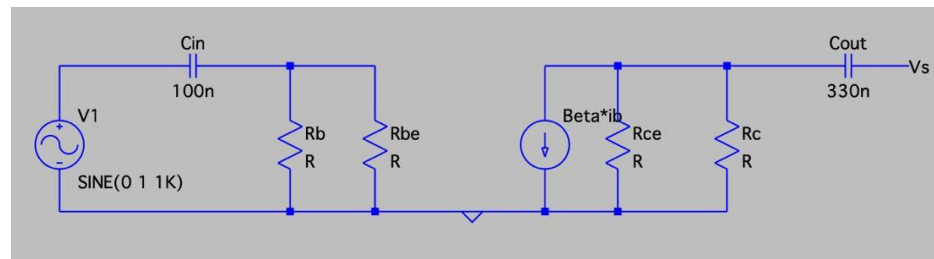 Cin
100n
V1
SINE(0 1 1K)
Rb
R
Rbe
R
Beta*ib
Rce
R
Rc
R
Cout
330n
Vs